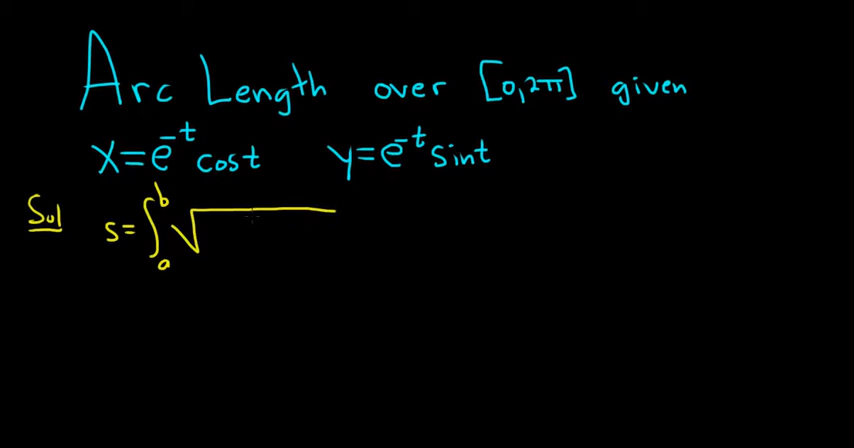 Arc Length over [0, 2π] given
x = e^{-t} cost y = e^{-t} sint
Sol s = ∫_a^b √